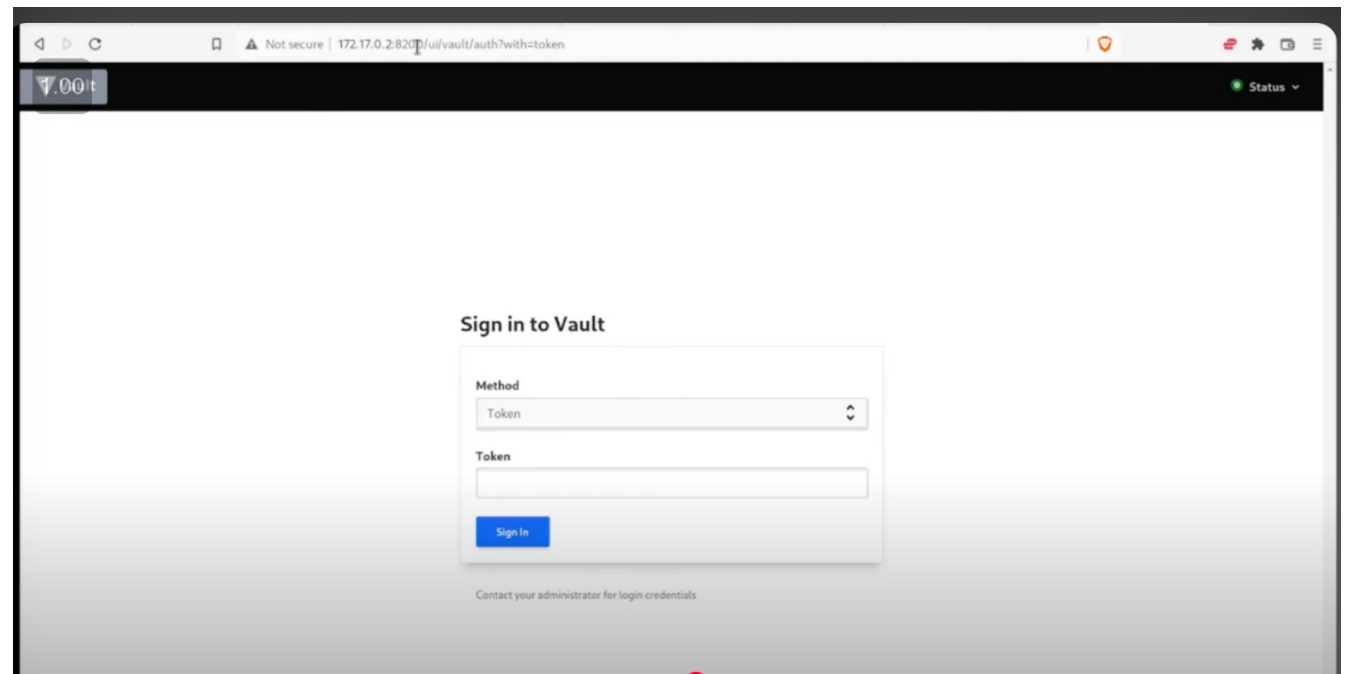 Not secure | 172.17.0.2:8200/ui/vault/auth?with=token
1.00
Status
Sign in to Vault
Method
Token
Token
Sign In
Contact your administrator for login credentials